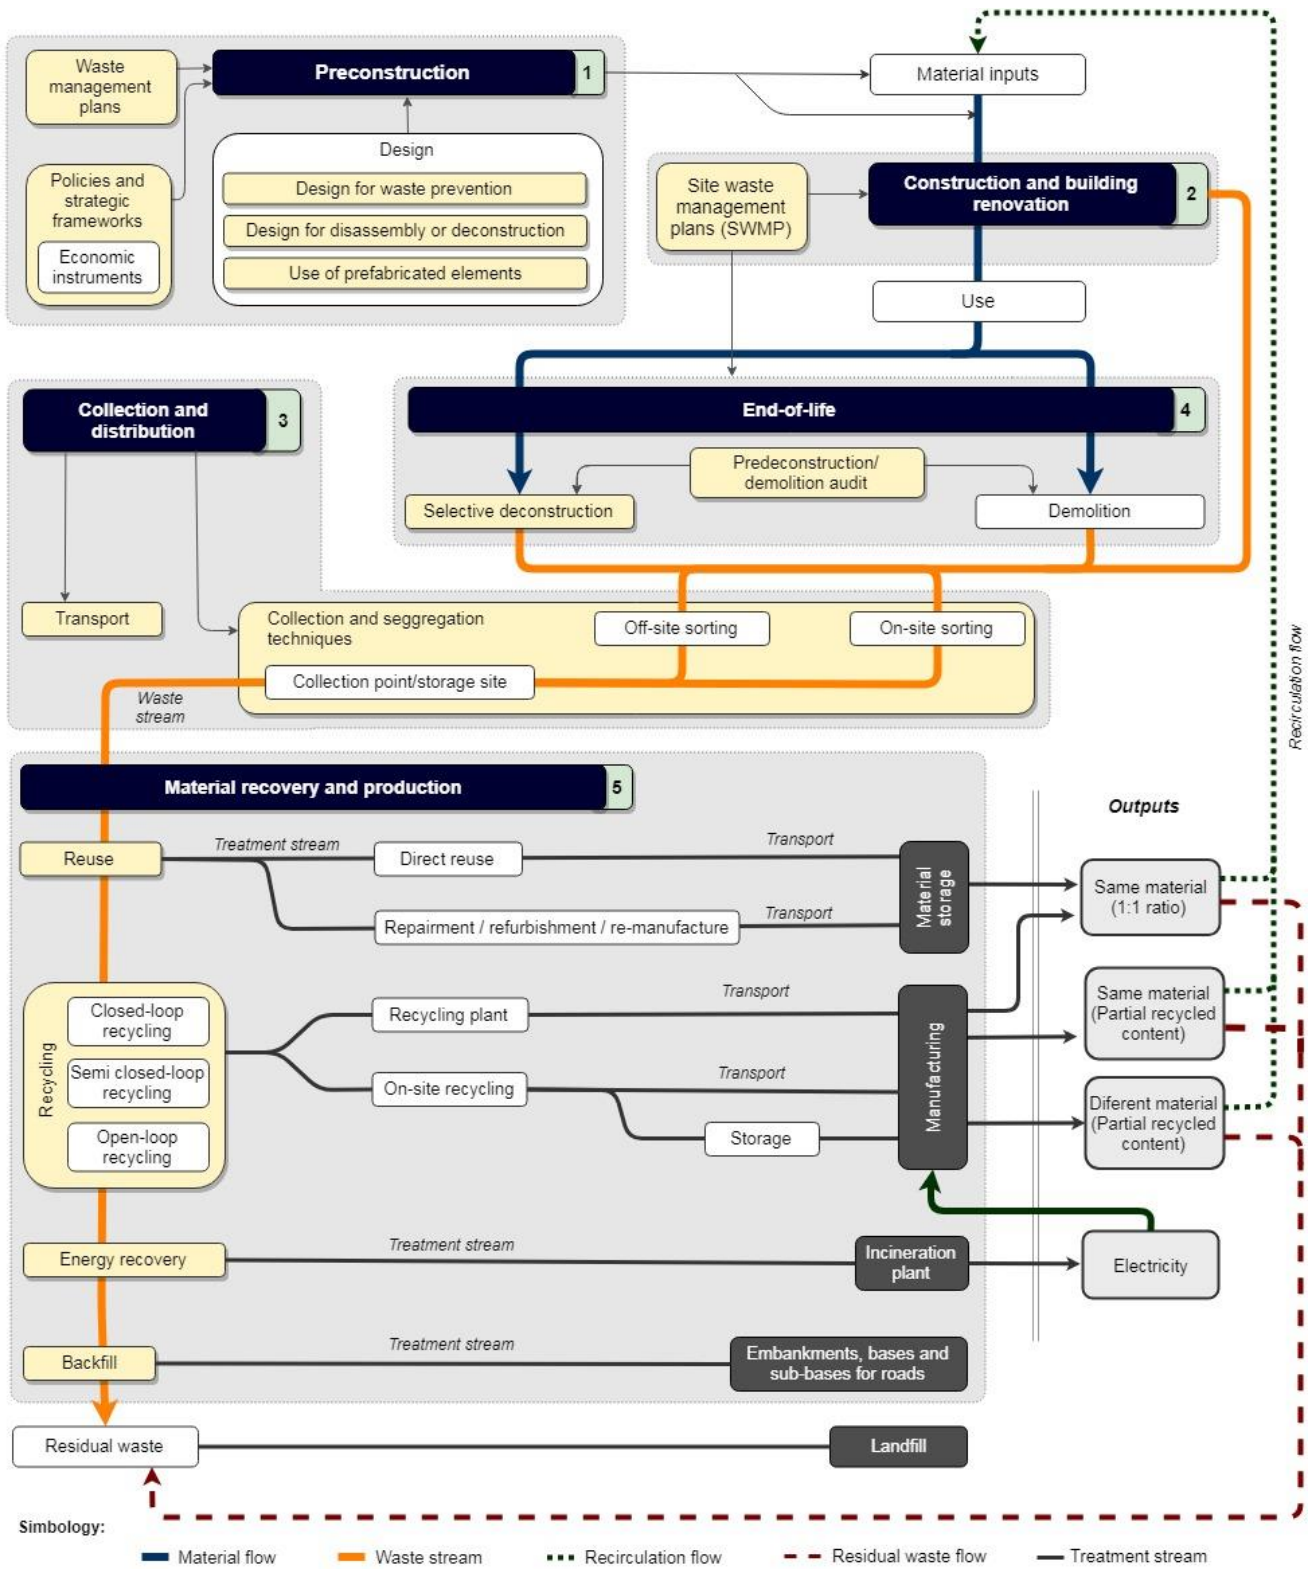 Waste
management
plans
Preconstruction
1
Material inputs
Design
Design for waste prevention
Design for disassembly or deconstruction
Use of prefabricated elements
Policies and
strategic
frameworks
Economic
instruments
Site waste
management
plans (SWMP)
Construction and building
renovation
2
Use
Collection and
distribution
3
End-of-life
4
Predeconstruction/
demolition audit
Selective deconstruction
Demolition
Transport
Collection and seggregation
techniques
Off-site sorting
On-site sorting
Collection point/storage site
Waste
stream
Recirculation flow
Material recovery and production
5
Outputs
Reuse
Treatment stream
Direct reuse
Transport
Repairment / refurbishment / re-manufacture
Transport
Material
storage
Same material
(1:1 ratio)
Recycling
Closed-loop
recycling
Semi closed-loop
recycling
Open-loop
recycling
Recycling plant
Transport
On-site recycling
Transport
Storage
Manufacturing
Same material
(Partial recycled
content)
Diferent material
(Partial recycled
content)
Energy recovery
Treatment stream
Incineration
plant
Electricity
Backfill
Treatment stream
Embankments, bases and
sub-bases for roads
Residual waste
Landfill
Simbology:
Material flow
Waste stream
Recirculation flow
Residual waste flow
Treatment stream